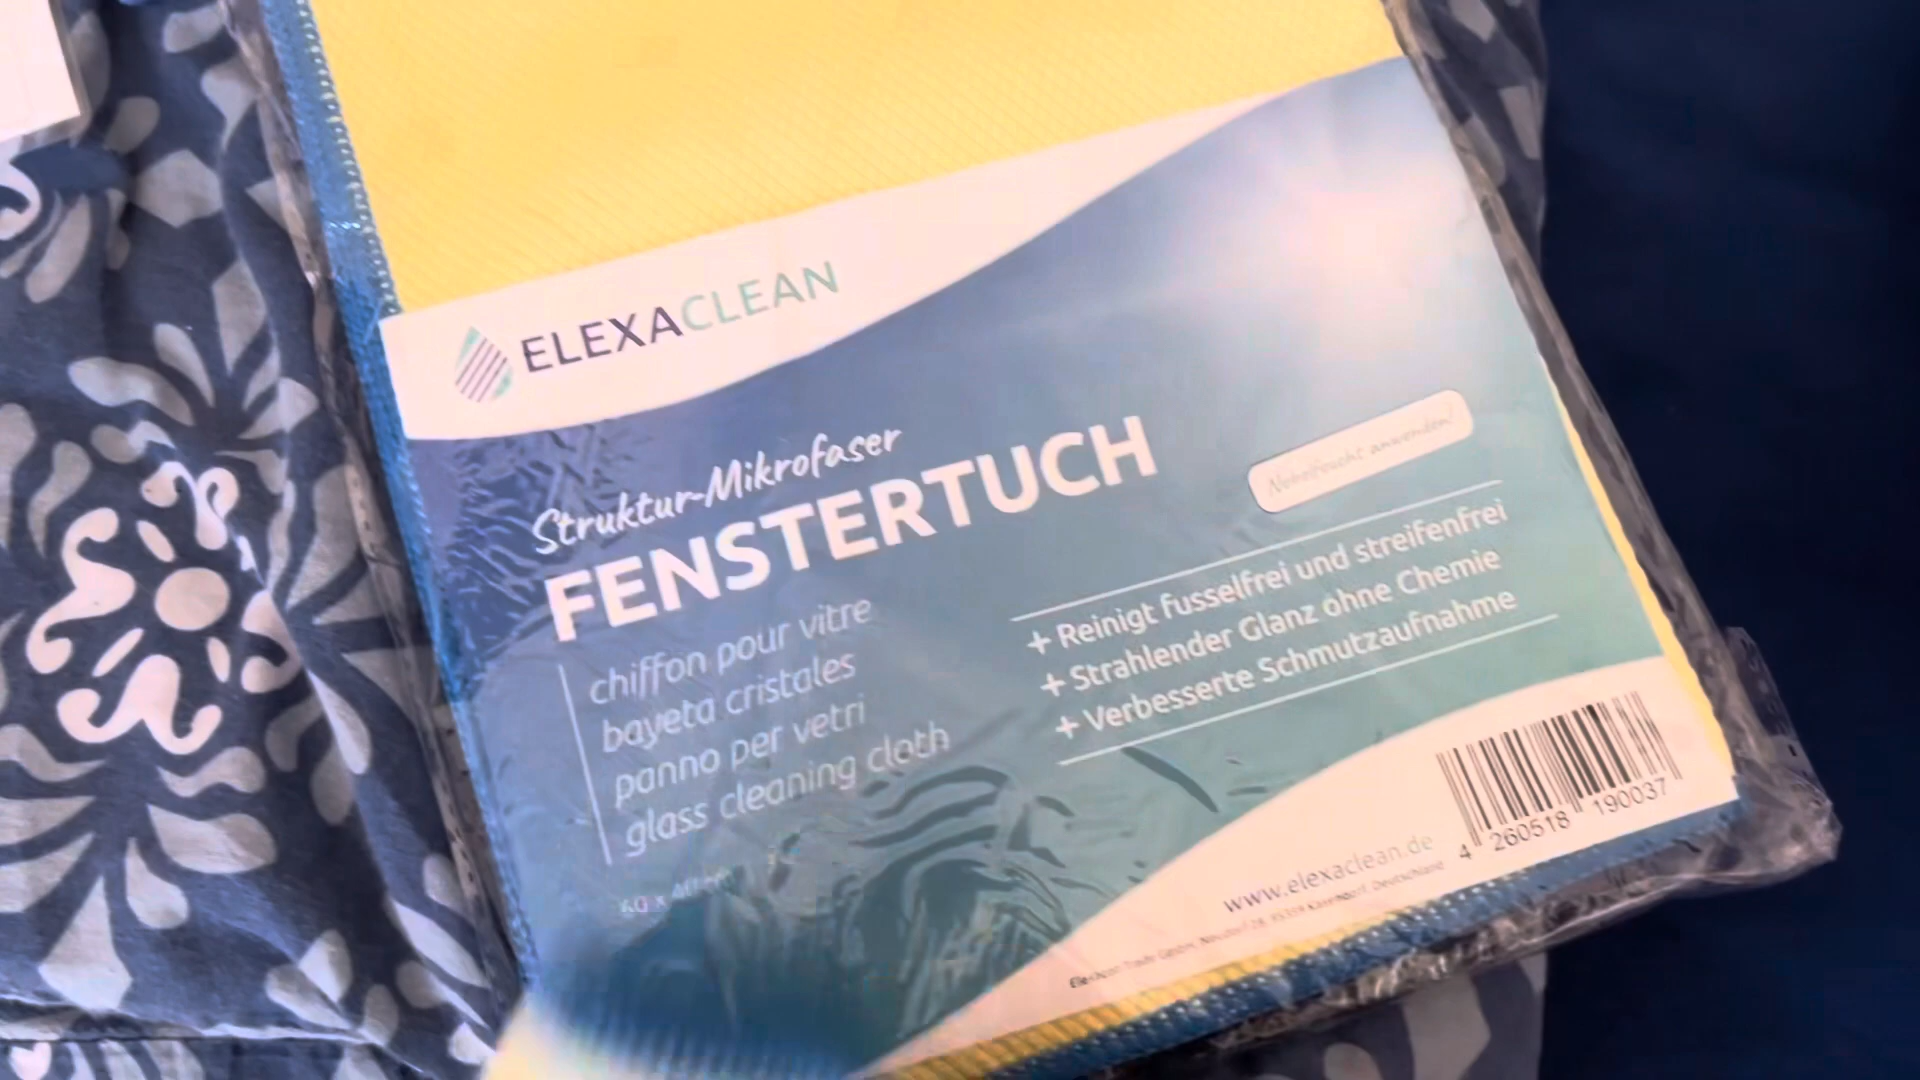 ELEXACLEAN
Struktur-Mikrofaser
FENSTERTUCH
Nebelfeucht anwenden!
chiffon pour vitre
bayeta cristales
panno per vetri
glass cleaning cloth
+ Reinigt fusselfrei und streifenfrei
+ Strahlender Glanz ohne Chemie
+ Verbesserte Schmutzaufnahme
www.elexaclean.de
Deutschland
4 260518 190037